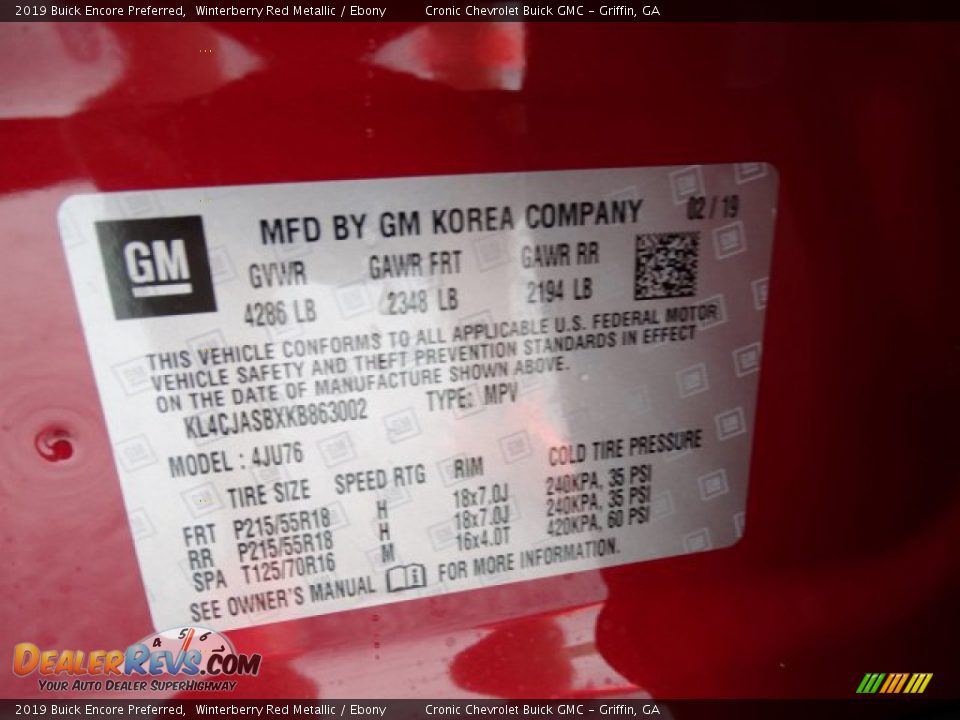 2019 Buick Encore Preferred, Winterberry Red Metallic / Ebony Cronic Chevrolet Buick GMC - Griffin, GA
MFD BY GM KOREA COMPANY 02 / 19
GM
GVWR GAWR FRT GAWR RR
4286 LB 2348 LB 2194 LB
THIS VEHICLE CONFORMS TO ALL APPLICABLE U.S. FEDERAL MOTOR
VEHICLE SAFETY AND THEFT PREVENTION STANDARDS IN EFFECT
ON THE DATE OF MANUFACTURE SHOWN ABOVE.
KL4CJASBXKB863002 TYPE: MPV
MODEL : 4JU76
TIRE SIZE SPEED RTG RIM COLD TIRE PRESSURE
FRT P215/55R18 H 18x7.0J 240KPA, 35 PSI
RR P215/55R18 H 18x7.0J 240KPA, 35 PSI
SPA T125/70R16 M 16x4.0T 420KPA, 60 PSI
SEE OWNER'S MANUAL FOR MORE INFORMATION.
4 5 6
DEALERREVS.COM
YOUR AUTO DEALER SUPERHIGHWAY
2019 Buick Encore Preferred, Winterberry Red Metallic / Ebony Cronic Chevrolet Buick GMC - Griffin, GA